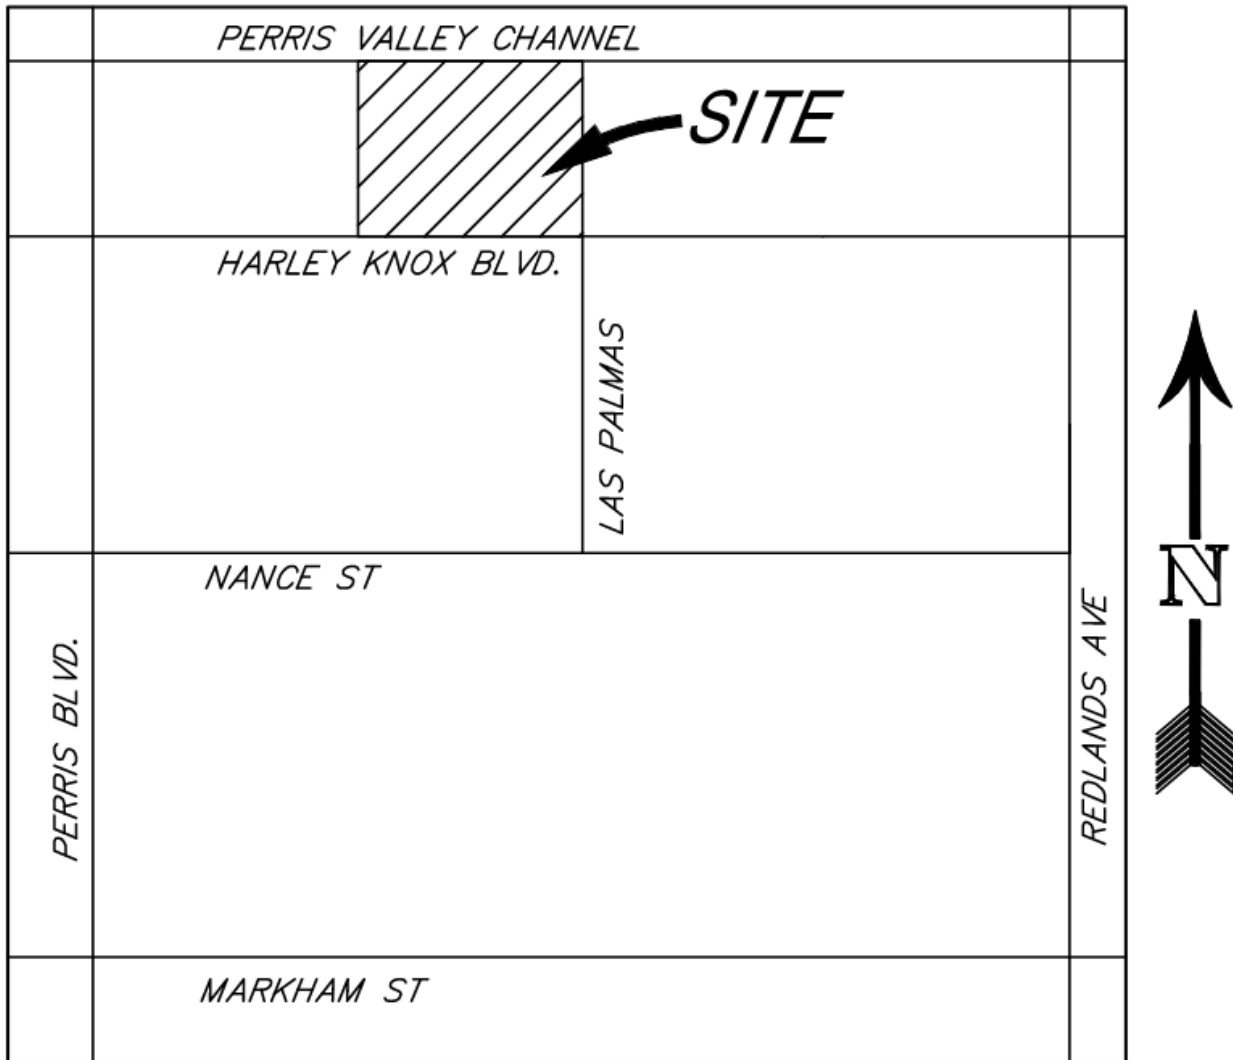 PERRIS VALLEY CHANNEL
SITE
HARLEY KNOX BLVD.
LAS PALMAS
N
NANCE ST
PERRIS BLVD.
REDLANDS AVE
MARKHAM ST